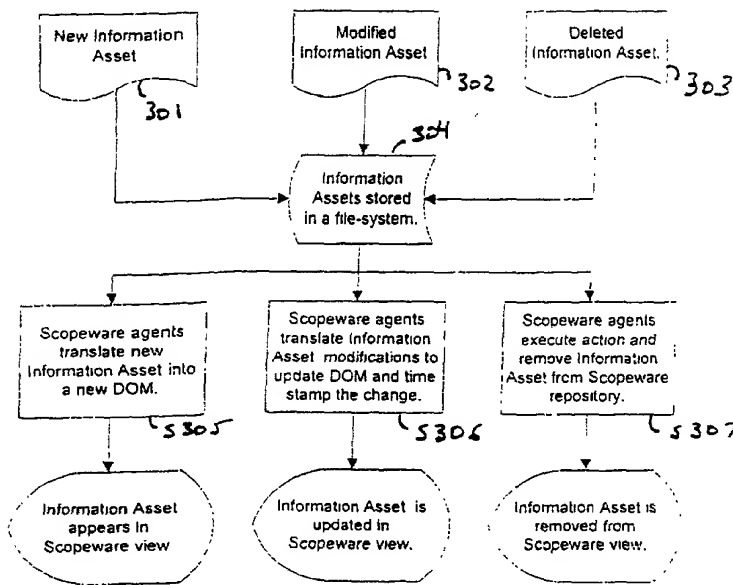 New Information
Asset
Modified
Information Asset
Deleted
Information Asset.
301
302
303
304
Information
Assets stored
in a file-system.
Scopeware agents
translate new
Information Asset into
a new DOM.
Scopeware agents
translate Information
Asset modifications to
update DOM and time
stamp the change.
Scopeware agents
execute action and
remove Information
Asset from Scopeware
repository.
S305
S306
S307
Information Asset
appears in
Scopeware view
Information Asset is
updated in
Scopeware view.
Information Asset is
removed from
Scopeware view.